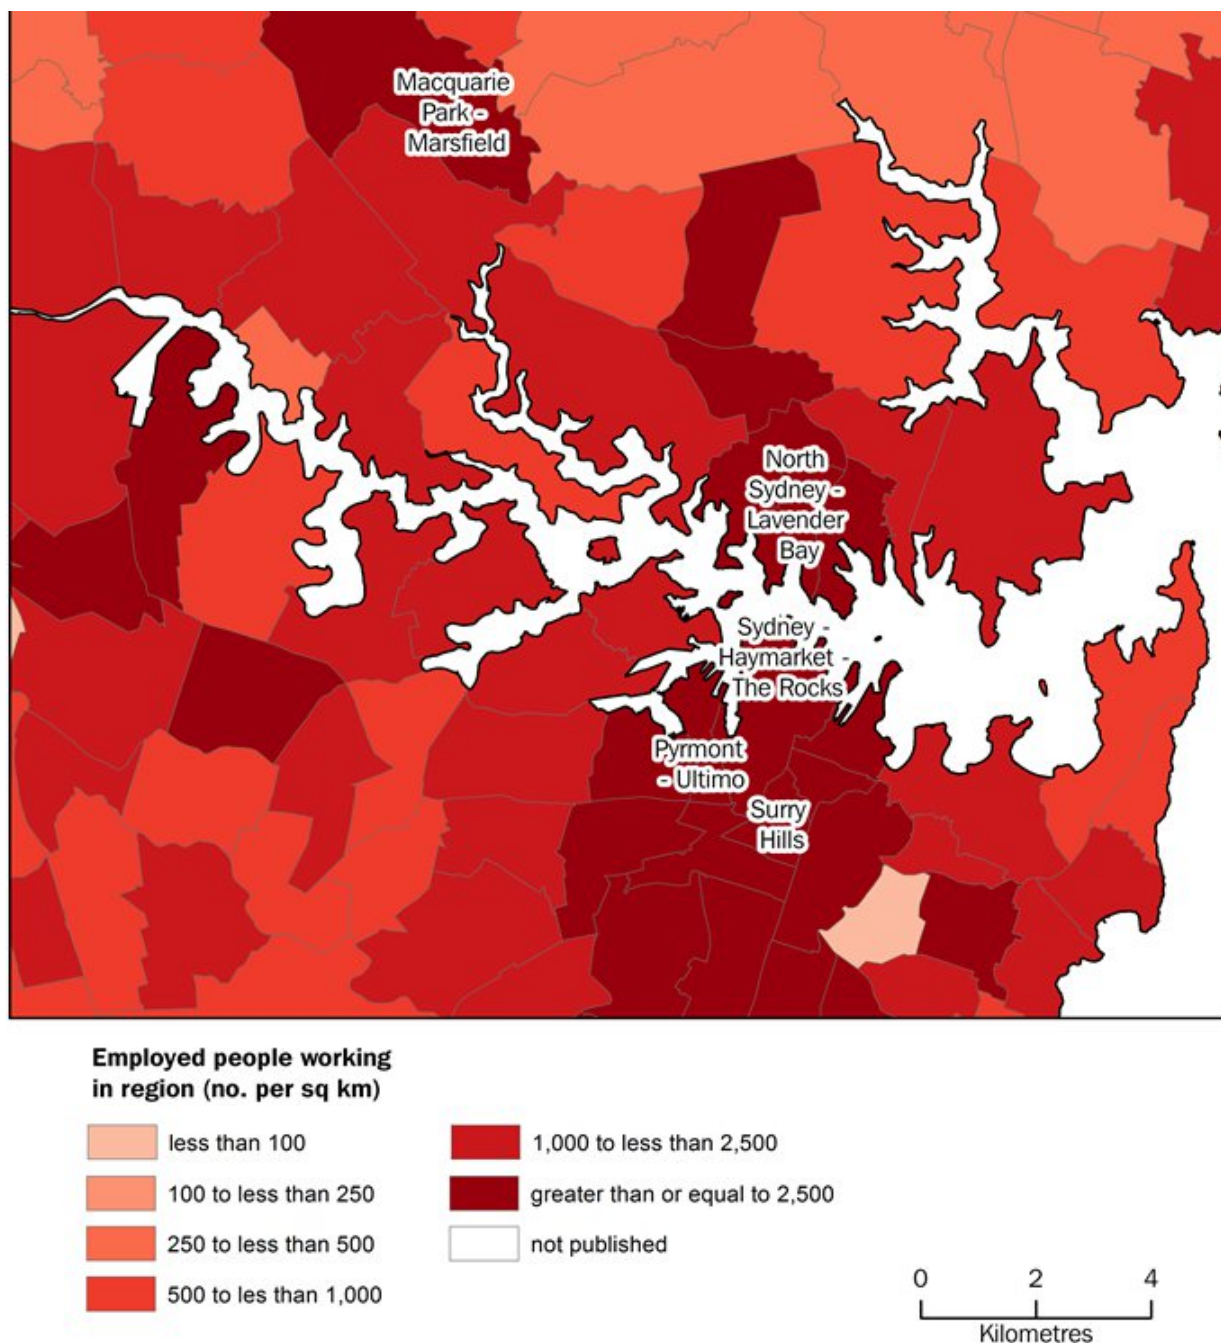 Macquarie
Park -
Marsfield
North
Sydney -
Lavender
Bay
Sydney -
Haymarket -
The Rocks
Pyrmont
- Ultimo
Surry
Hills
Employed people working
in region (no. per sq km)
less than 100
100 to less than 250
250 to less than 500
500 to les than 1,000
1,000 to less than 2,500
greater than or equal to 2,500
not published
0 2 4
Kilometres